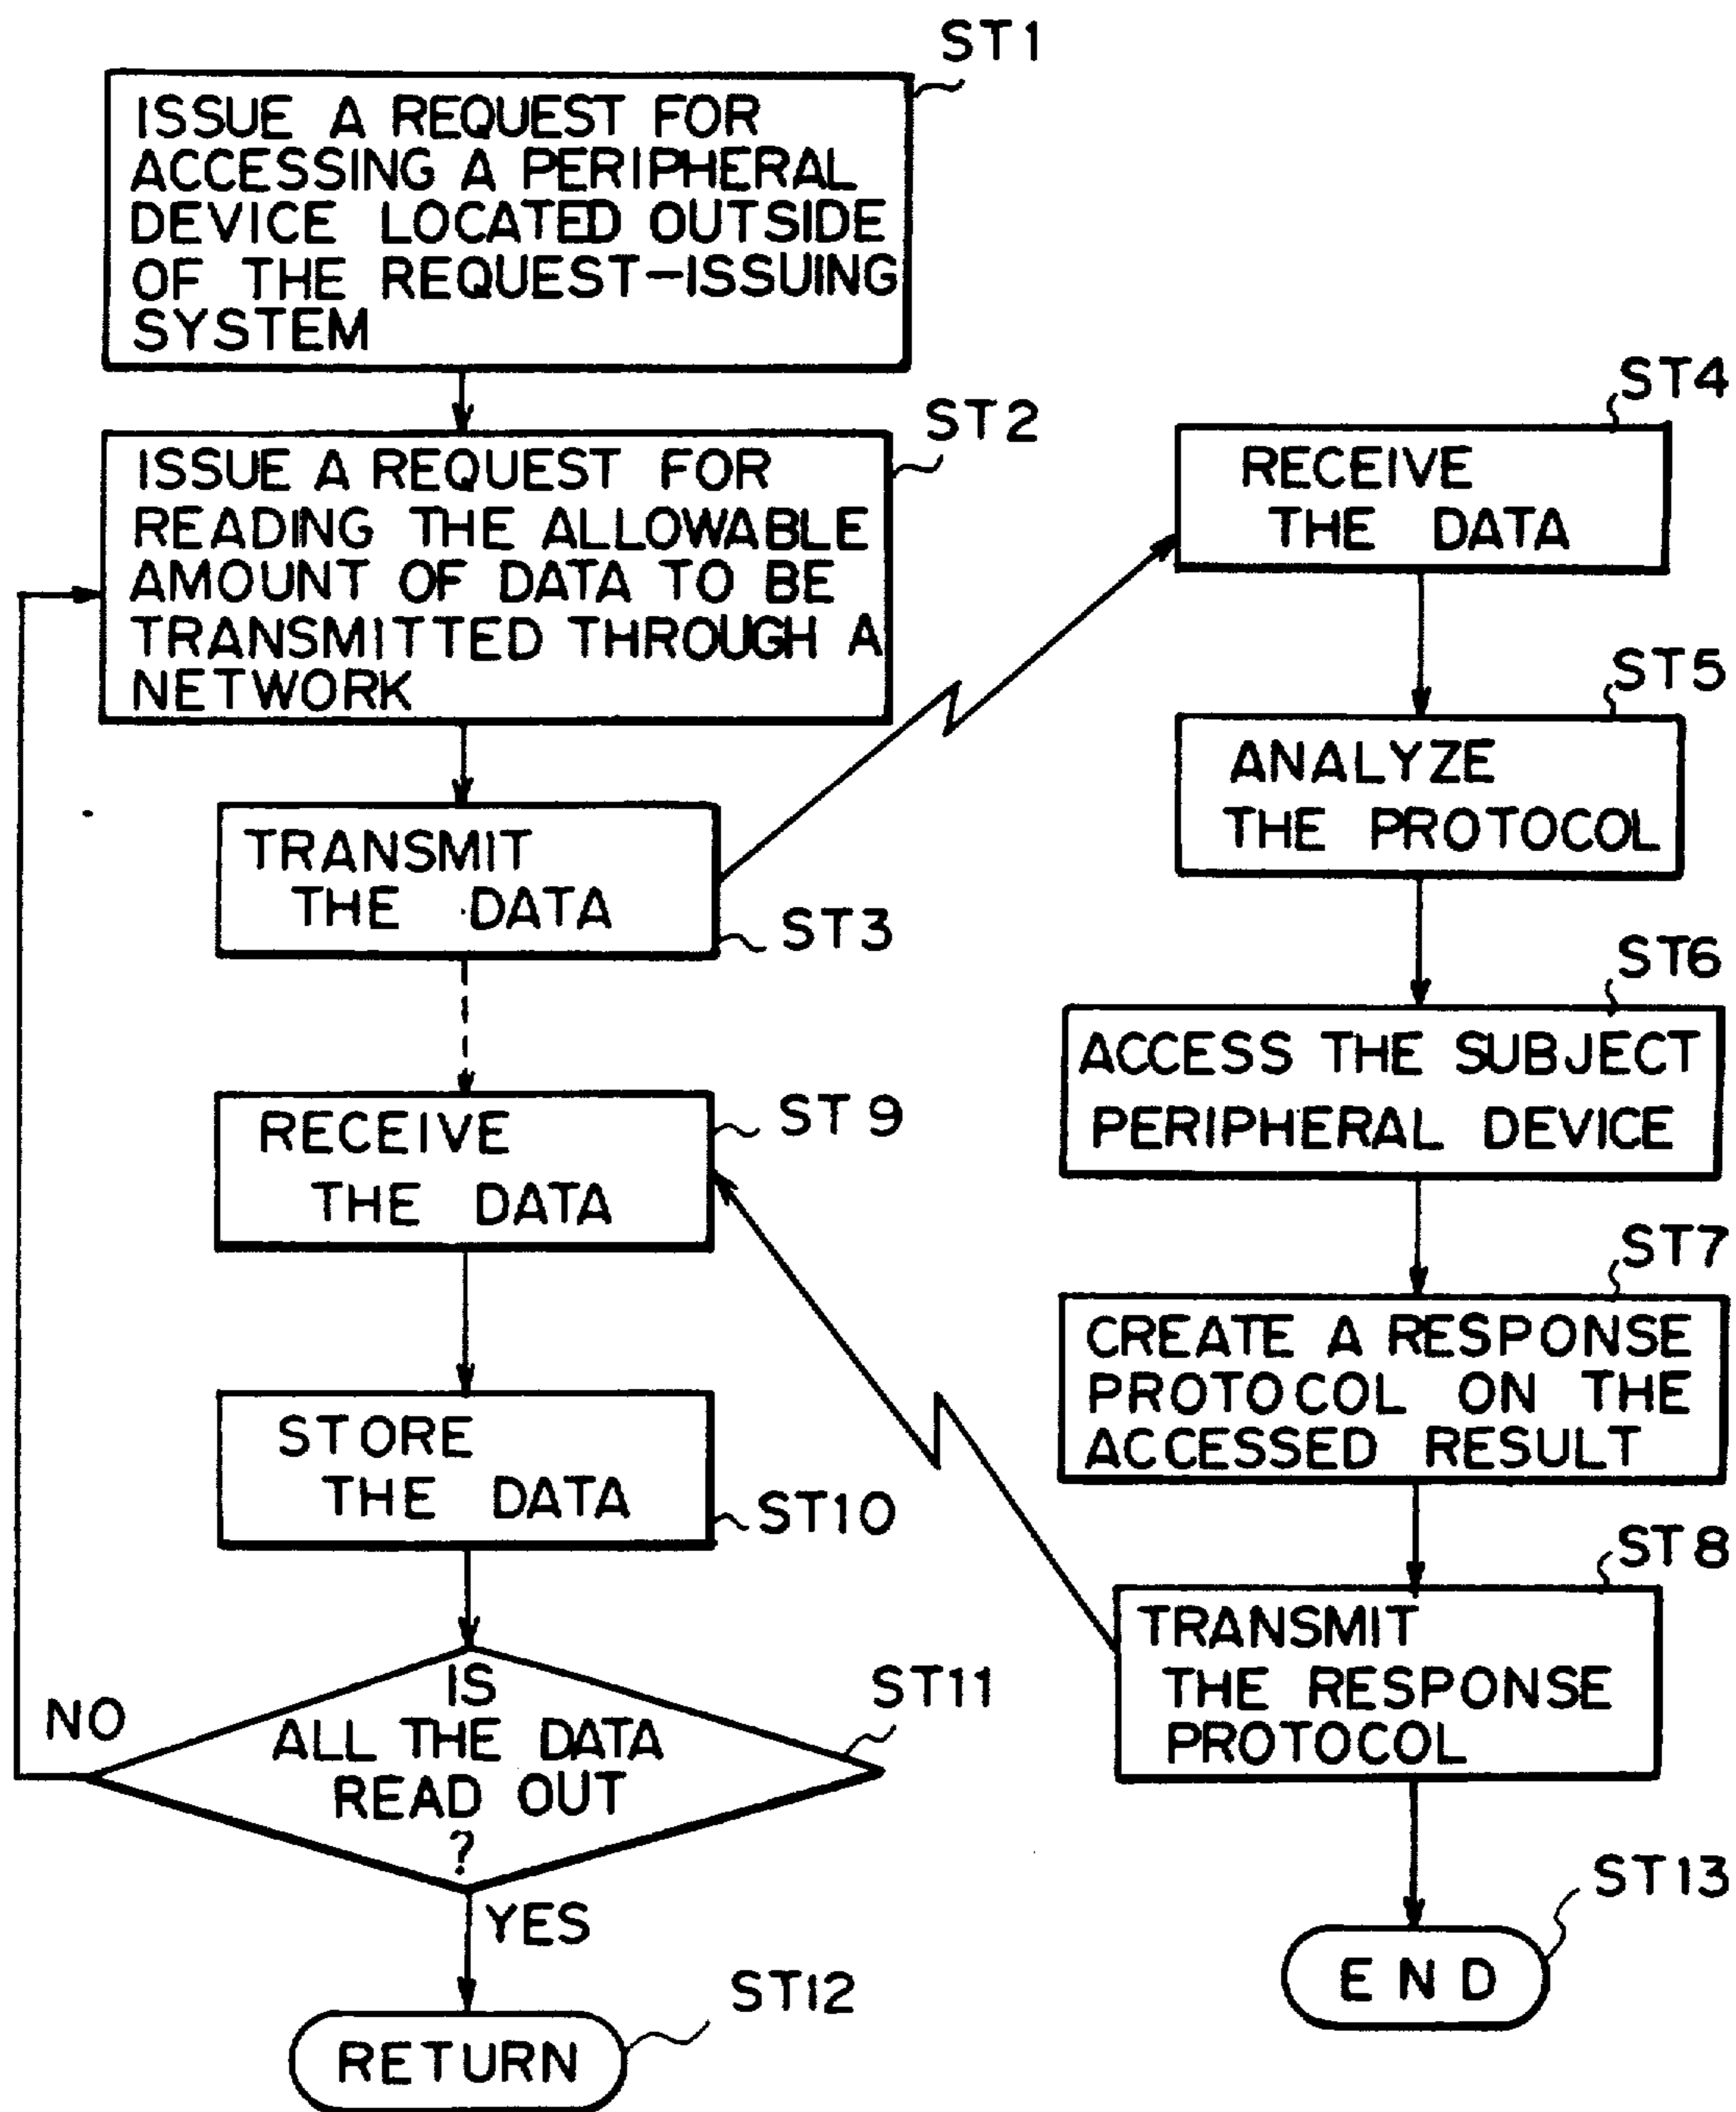 ST1
ISSUE A REQUEST FOR
ACCESSING A PERIPHERAL
DEVICE LOCATED OUTSIDE
OF THE REQUEST-ISSUING
SYSTEM
ST2
ISSUE A REQUEST FOR
READING THE ALLOWABLE
AMOUNT OF DATA TO BE
TRANSMITTED THROUGH A
NETWORK
TRANSMIT
THE DATA
ST3
ST4
RECEIVE
THE DATA
ST5
ANALYZE
THE PROTOCOL
ST6
ACCESS THE SUBJECT
PERIPHERAL DEVICE
ST7
CREATE A RESPONSE
PROTOCOL ON THE
ACCESSED RESULT
ST8
TRANSMIT
THE RESPONSE
PROTOCOL
ST13
END
ST9
RECEIVE
THE DATA
STORE
THE DATA
ST10
ST11
IS
ALL THE DATA
READ OUT
?
NO
YES
ST12
RETURN